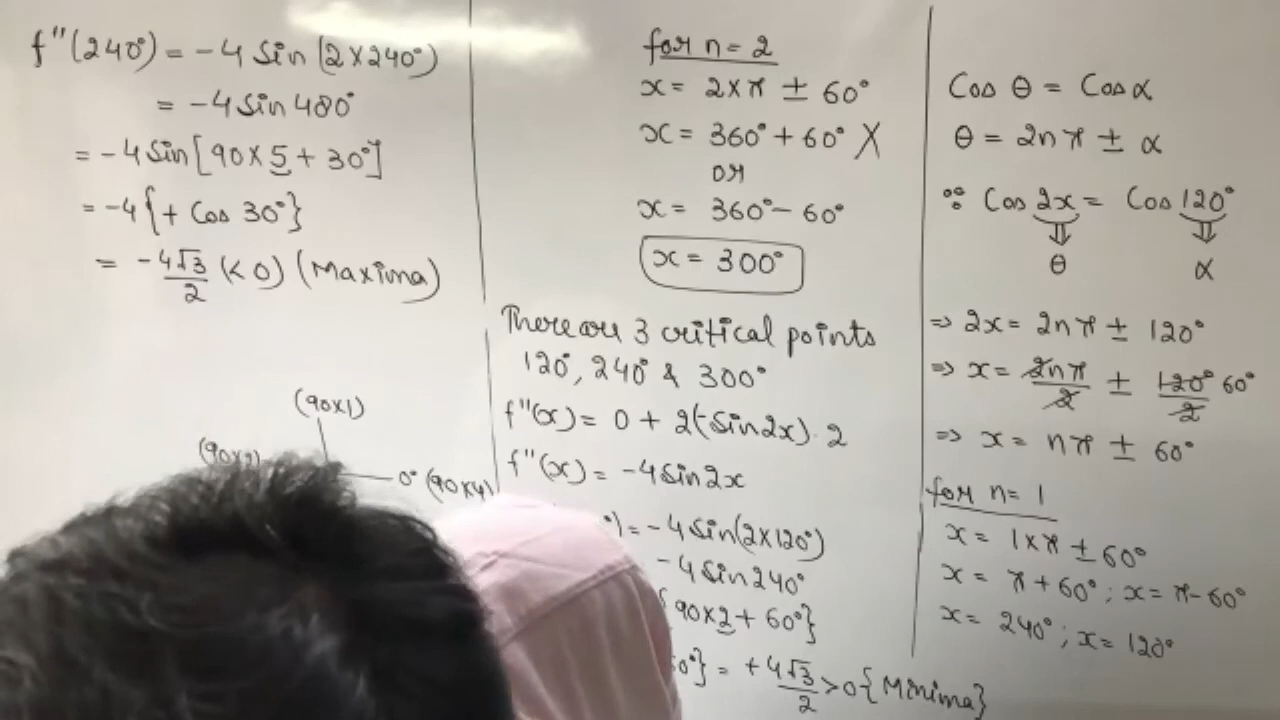 f"(240°) = -4 Sin (2×240°)
= -4 Sin 480°
= -4 Sin [90×5 + 30°]
= -4 {+ Cos 30°}
= -4√3/2 (< 0) (Maxima)
(90×1)
(90×2)
0° (90×4)
for n = 2
x = 2×π ± 60°
x = 360° + 60° X
or
x = 360° - 60°
x = 300°
There are 3 critical points
120°, 240° & 300°
f"(x) = 0 + 2(-Sin2x).2
f"(x) = -4 Sin 2x
°) = -4 Sin(2×120°)
-4 Sin 240°
90×2 + 60°}
0°} = +4√3/2 > 0 {Minima}
Cos θ = Cos α
θ = 2nπ ± α
∵ Cos 2x = Cos 120°
⇓ ⇓
θ α
⇒ 2x = 2nπ ± 120°
⇒ x = 2nπ/2 ± 120°/2 60°
⇒ x = nπ ± 60°
for n = 1
x = 1×π ± 60°
x = π + 60° ; x = π - 60°
x = 240° ; x = 120°